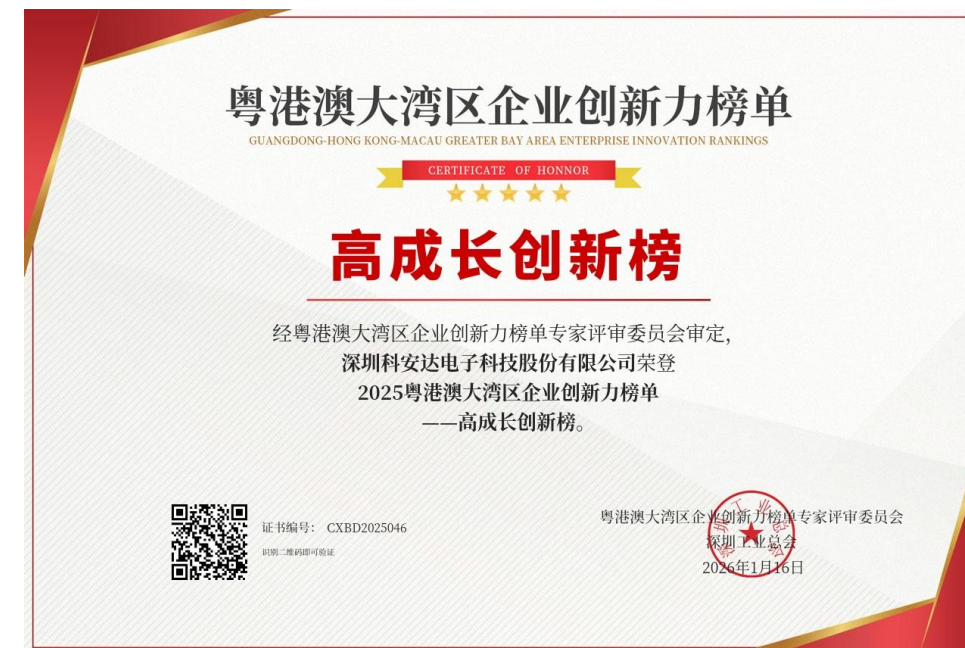 粤港澳大湾区企业创新力榜单
GUANGDONG-HONG KONG-MACAU GREATER BAY AREA ENTERPRISE INNOVATION RANKINGS
CERTIFICATE OF HONNOR
高成长创新榜
经粤港澳大湾区企业创新力榜单专家评审委员会审定，
深圳科安达电子科技股份有限公司荣登
2025粤港澳大湾区企业创新力榜单
——高成长创新榜。
证书编号： CXBD2025046
识别二维码即可验证
粤港澳大湾区企业创新力榜单专家评审委员会
深圳工业总会
2026年1月16日
深圳工业总会